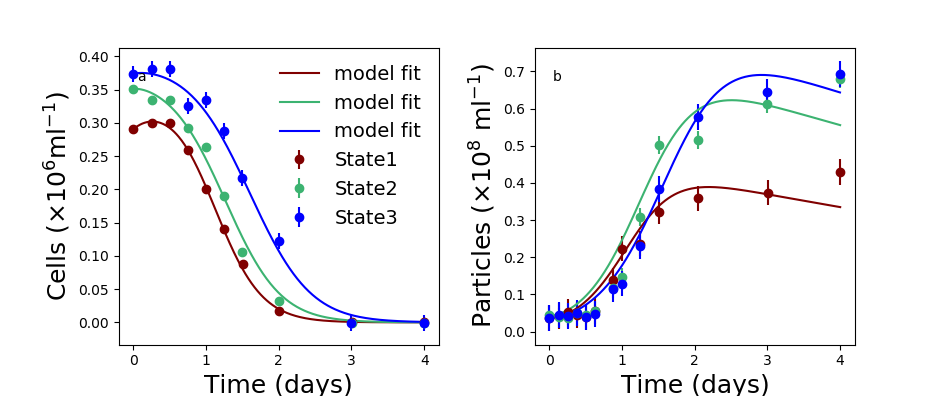 a
b
0.40
0.35
0.30
0.25
0.20
0.15
0.10
0.05
0.00
Cells (×10⁶ml⁻¹)
0 1 2 3 4
Time (days)
model fit
model fit
model fit
State1
State2
State3
0.7
0.6
0.5
0.4
0.3
0.2
0.1
0.0
Particles (×10⁸ ml⁻¹)
0 1 2 3 4
Time (days)